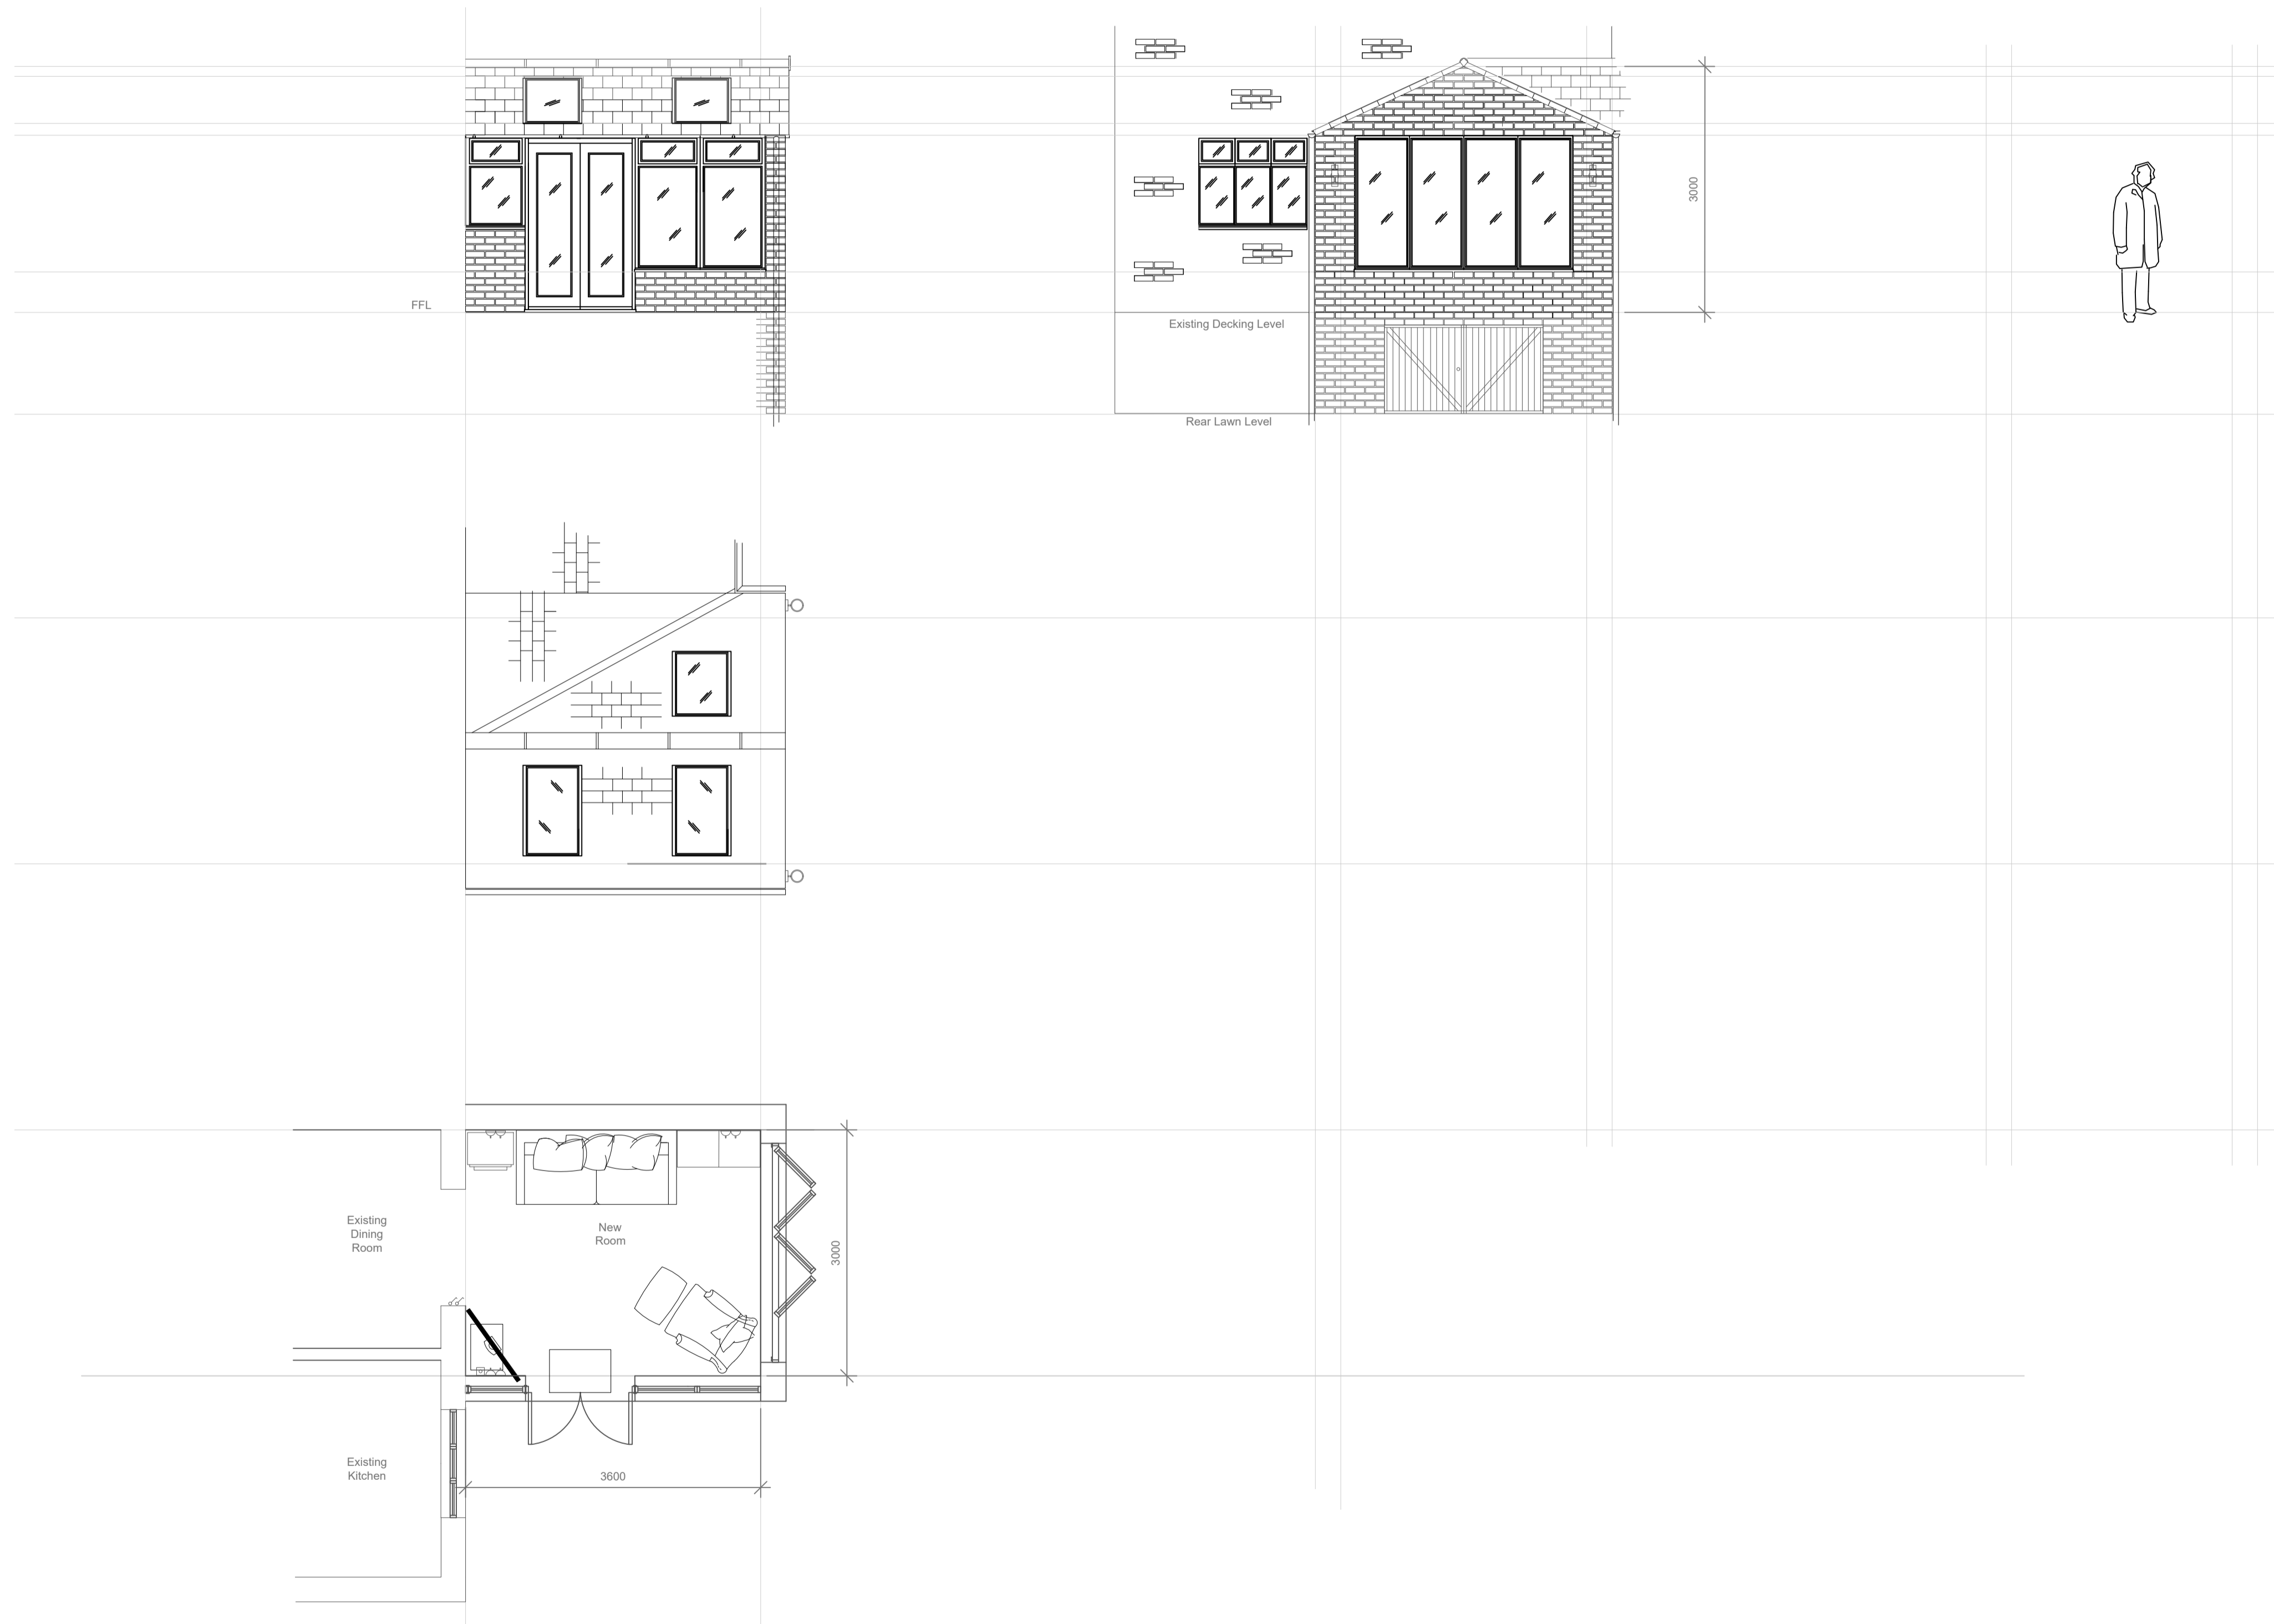 3000
FFL
Existing Decking Level
Rear Lawn Level
Existing
Dining
Room
New
Room
3000
Existing
Kitchen
3600